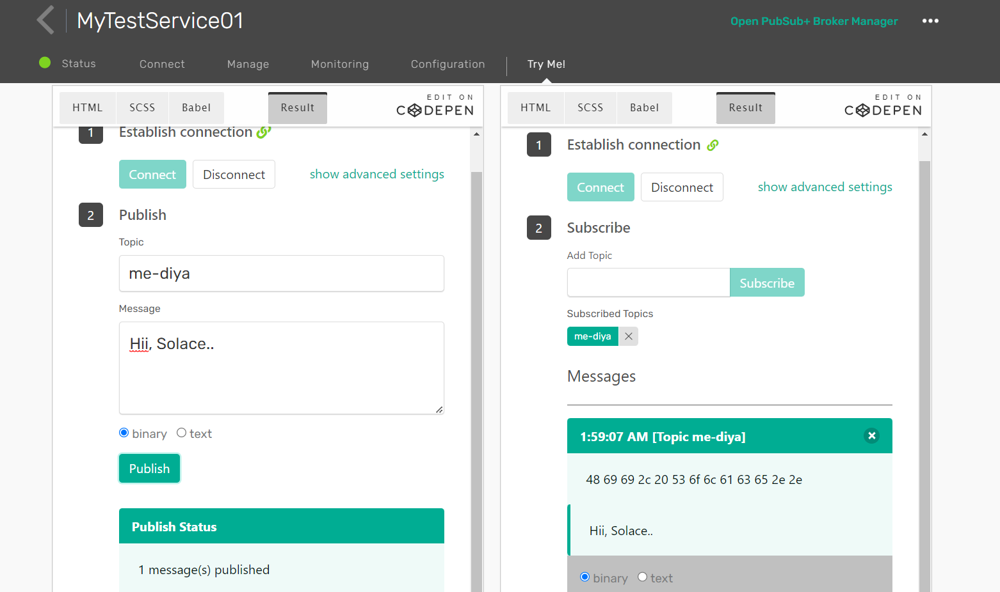 MyTestService01
Open PubSub+ Broker Manager
Status Connect Manage Monitoring Configuration Try Me!
HTML SCSS Babel Result
EDIT ON
CODEPEN
1 Establish connection
Connect Disconnect show advanced settings
2 Publish
Topic
me-diya
Message
Hii, Solace..
binary text
Publish
Publish Status
1 message(s) published
HTML SCSS Babel Result
EDIT ON
CODEPEN
1 Establish connection
Connect Disconnect show advanced settings
2 Subscribe
Add Topic
Subscribe
Subscribed Topics
me-diya
Messages
1:59:07 AM [Topic me-diya]
48 69 69 2c 20 53 6f 6c 61 63 65 2e 2e
Hii, Solace..
binary text